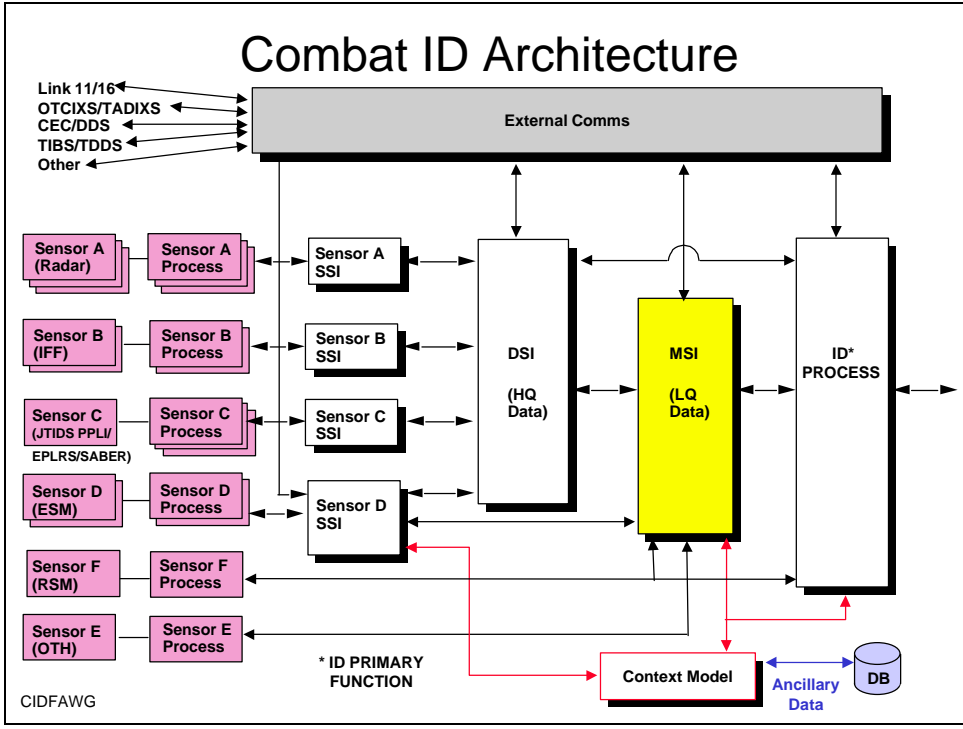 Combat ID Architecture
Link 11/16
OTCIXS/TADIXS
CEC/DDS
TIBS/TDDS
Other
External Comms
Sensor A
(Radar)
Sensor A
Process
Sensor A
SSI
Sensor B
(IFF)
Sensor B
Process
Sensor B
SSI
Sensor C
(JTIDS PPLI/
EPLRS/SABER)
Sensor C
Process
Sensor C
SSI
Sensor D
(ESM)
Sensor D
Process
Sensor D
SSI
Sensor F
(RSM)
Sensor F
Process
Sensor E
(OTH)
Sensor E
Process
DSI
(HQ
Data)
MSI
(LQ
Data)
ID*
PROCESS
* ID PRIMARY
FUNCTION
Context Model
Ancillary
Data
DB
CIDFAWG